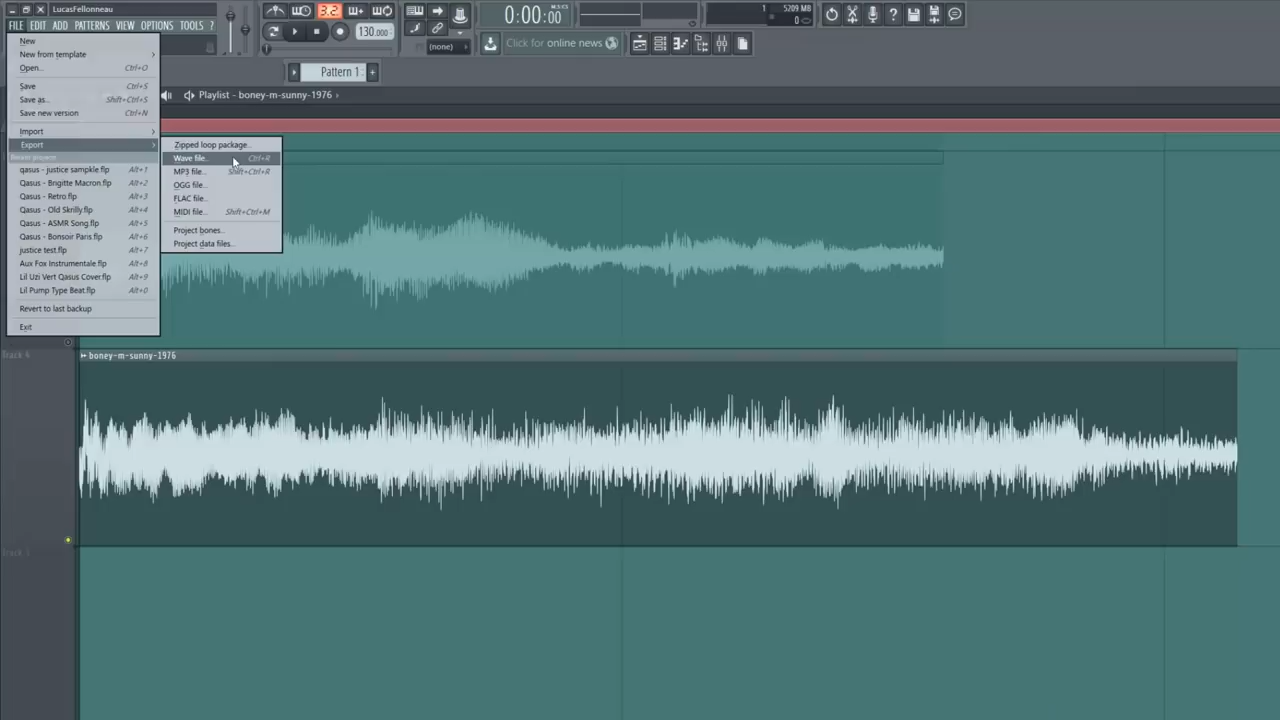 LucasFellonneau
FILE EDIT ADD PATTERNS VIEW OPTIONS TOOLS ?
3.2
130.000
0:00:00
M:S:CS
1
5209 MB
0
(none)
Click for online news
Pattern 1
+
Playlist - boney-m-sunny-1976
New
New from template
Open... Ctrl+O
Save Ctrl+S
Save as... Shift+Ctrl+S
Save new version Ctrl+N
Import
Export
Recent projects
qasus - justice sampkle.flp Alt+1
Qasus - Brigitte Macron.flp Alt+2
Qasus - Retro.flp Alt+3
Qasus - Old Skrilly.flp Alt+4
Qasus - ASMR Song.flp Alt+5
Qasus - Bonsoir Paris.flp Alt+6
justice test.flp Alt+7
Aux Fox Instrumentale.flp Alt+8
Lil Uzi Vert Qasus Cover.flp Alt+9
Lil Pump Type Beat.flp Alt+0
Revert to last backup
Exit
Zipped loop package...
Wave file... Ctrl+R
MP3 file... Shift+Ctrl+R
OGG file...
FLAC file...
MIDI file... Shift+Ctrl+M
Project bones...
Project data files...
boney-m-sunny-1976